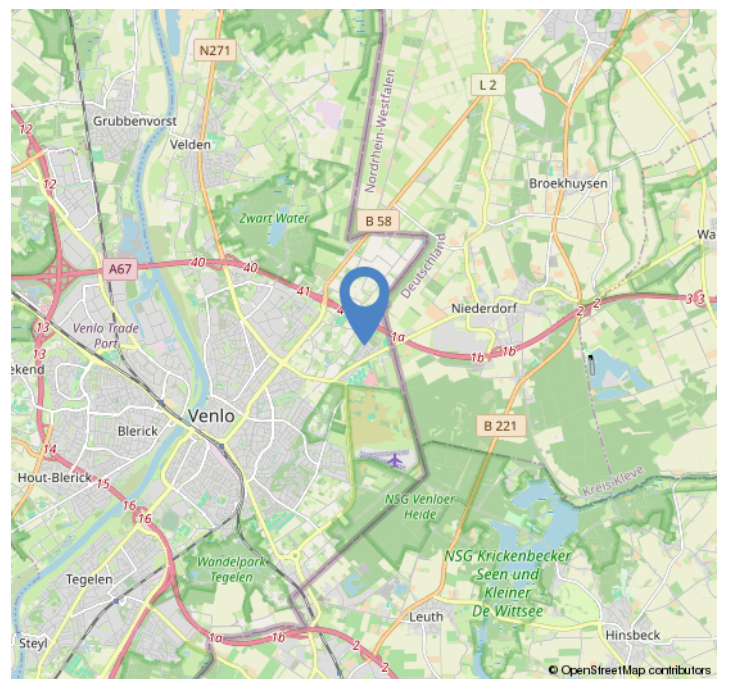 N271
L 2
12
Grubbenvorst
Velden
Nordrhein-Westfalen
12
Broekhuysen
Zwart Water
B 58
Wa
A67
40
40
Deutschland
41
4
2
2
3
3
Niederdorf
13
Venlo Trade
Port
1a
13
1b
1b
ekend
Venlo
B 221
Blerick
14
Hout-Blerick
15
Kreis Kleve
16
16
NSG Venloer
Heide
NSG Krickenbecker
Seen und
Kleiner
De Wittsee
Wandelpark
Tegelen
Tegelen
Leuth
Hinsbeck
Steyl
1a
1b
2
2
© OpenStreetMap contributors